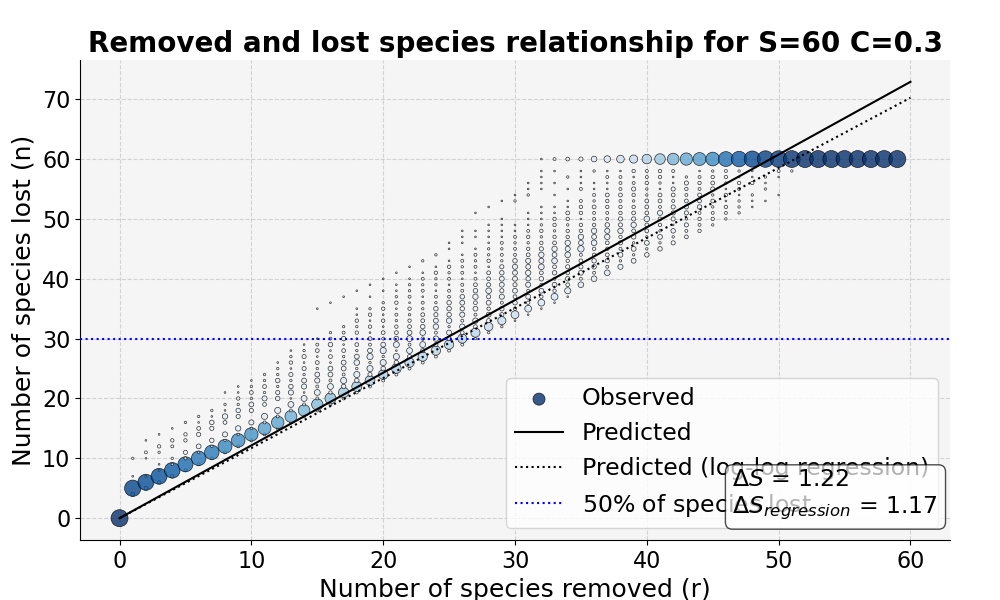 Removed and lost species relationship for S=60 C=0.3
Number of species lost (n)
70
60
50
40
30
20
10
0
0
10
20
30
40
50
60
Number of species removed (r)
Observed
Predicted
Predicted (log-log regression)
50% of species lost
ΔS = 1.22
ΔS_regression = 1.17